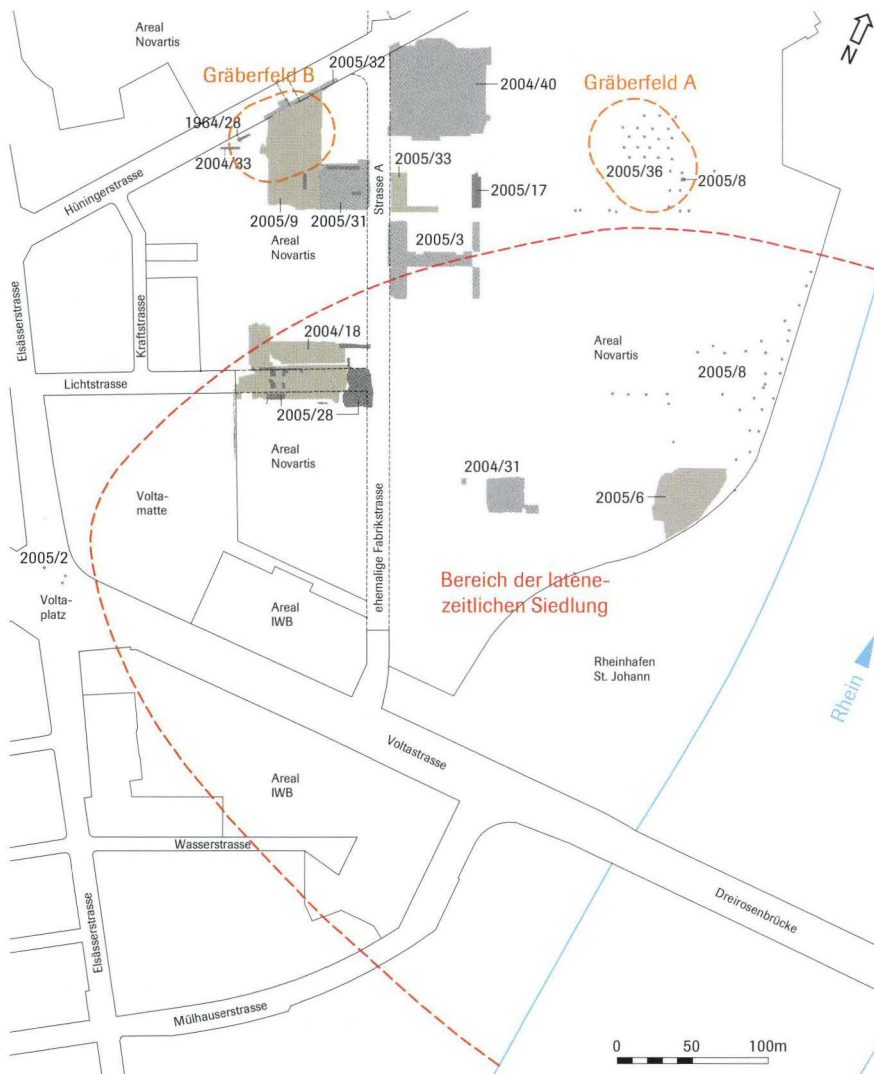 Areal
Novartis
N
2005/32
Gräberfeld B
2004/40
Gräberfeld A
1964/28
2004/33
2005/33
2005/36
2005/8
2005/17
Strasse A
Hüningerstrasse
2005/9
2005/31
Areal
Novartis
2005/3
Elsässerstrasse
Kraftstrasse
2004/18
Areal
Novartis
2005/8
Lichtstrasse
2005/28
Areal
Novartis
2004/31
2005/6
Volta-
matte
2005/2
Volta-
platz
ehemalige Fabrikstrasse
Bereich der latène-
zeitlichen Siedlung
Areal
IWB
Rheinhafen
St. Johann
Rhein
Voltastrasse
Areal
IWB
Wasserstrasse
Dreirosenbrücke
Elsässerstrasse
Mülhauserstrasse
0 50 100m